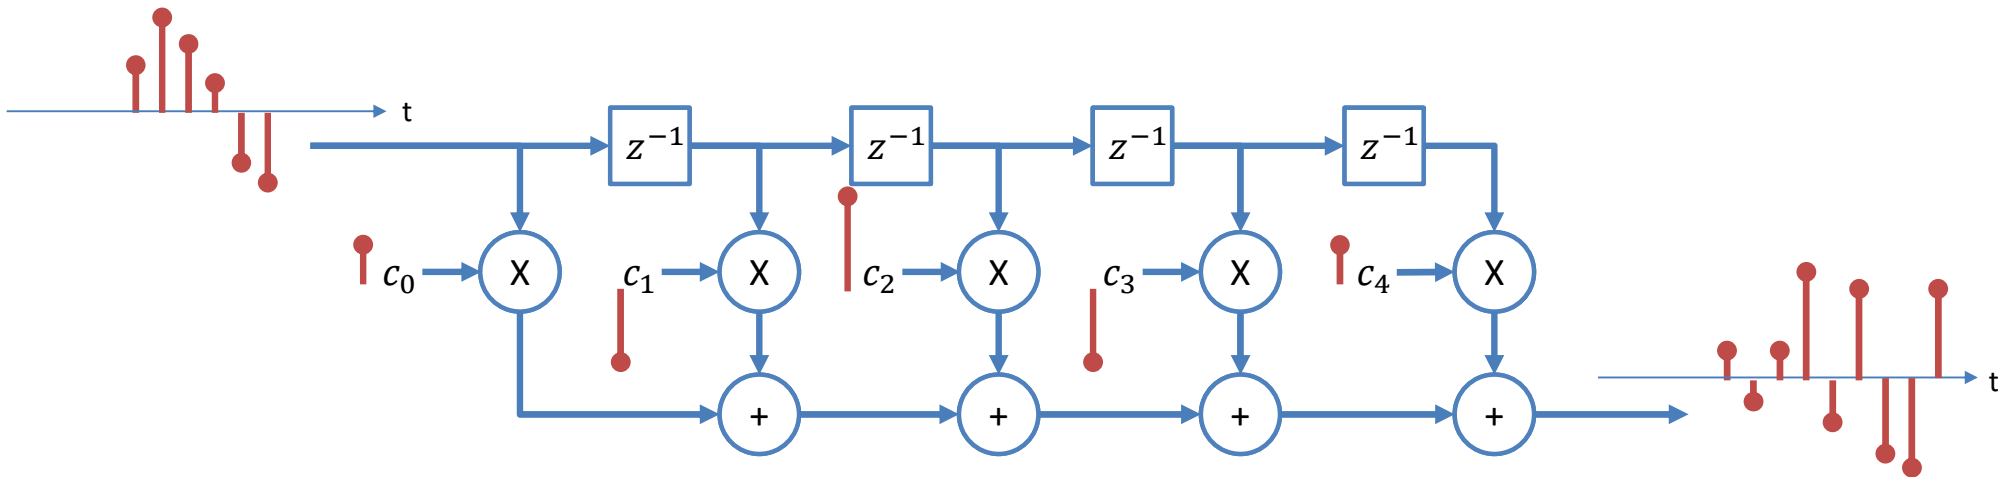 t
z⁻¹ z⁻¹ z⁻¹ z⁻¹
c₀ X c₁ X c₂ X c₃ X c₄ X
t
+ + + +